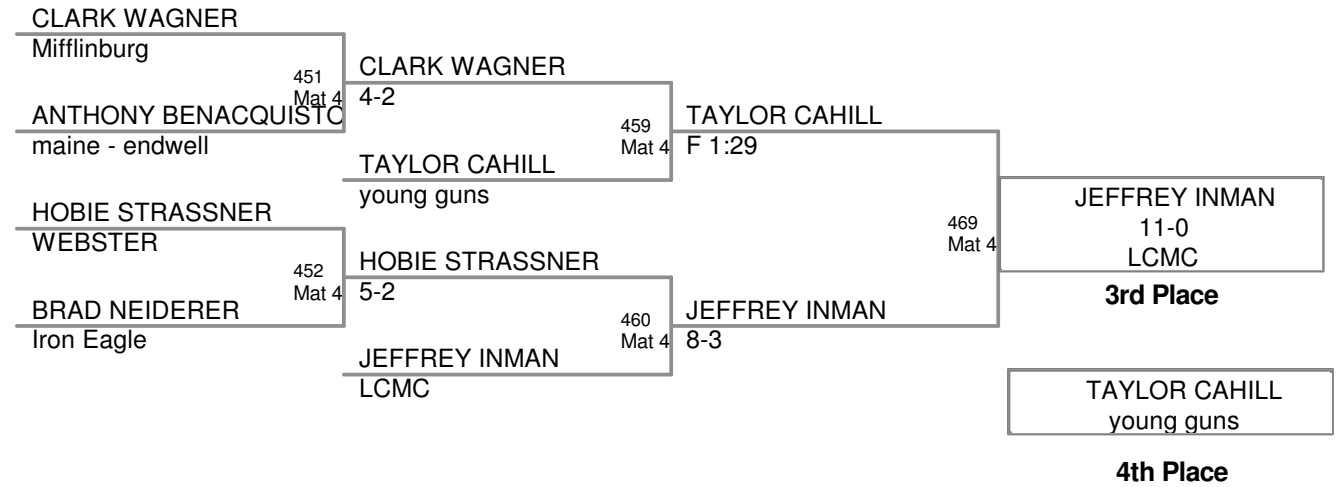 CLARK WAGNER
Mifflinburg
451
Mat 4
ANTHONY BENACQUISTO
maine - endwell
CLARK WAGNER
4-2
459
Mat 4
TAYLOR CAHILL
young guns
TAYLOR CAHILL
F 1:29
HOBIE STRASSNER
WEBSTER
452
Mat 4
BRAD NEIDERER
Iron Eagle
HOBIE STRASSNER
5-2
460
Mat 4
JEFFREY INMAN
LCMC
JEFFREY INMAN
8-3
469
Mat 4
JEFFREY INMAN
11-0
LCMC
3rd Place
TAYLOR CAHILL
young guns
4th Place